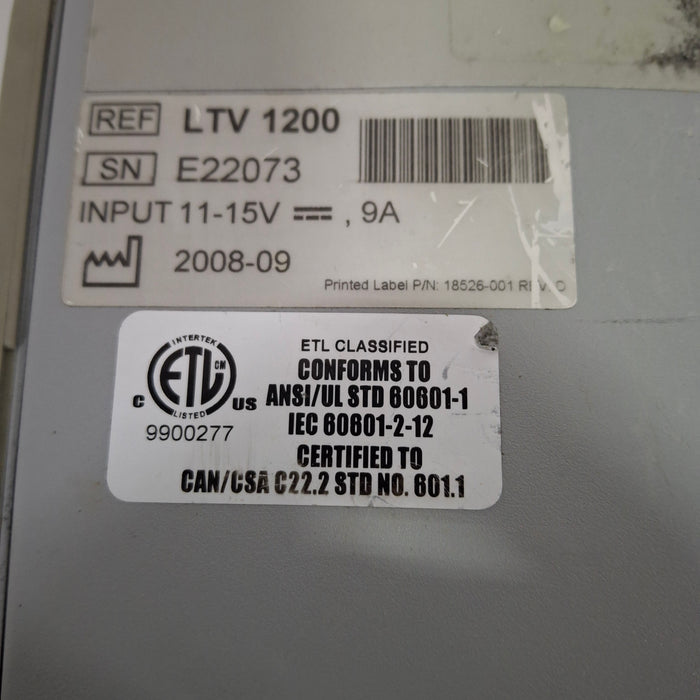 REF LTV 1200
SN E22073
INPUT 11-15V , 9A
2008-09
Printed Label P/N: 18526-001
INTERTEK
ETL CM
LISTED
C US
9900277
ETL CLASSIFIED
CONFORMS TO
ANSI/UL STD 60601-1
IEC 60601-2-12
CERTIFIED TO
CAN/CSA C22.2 STD NO. 601.1